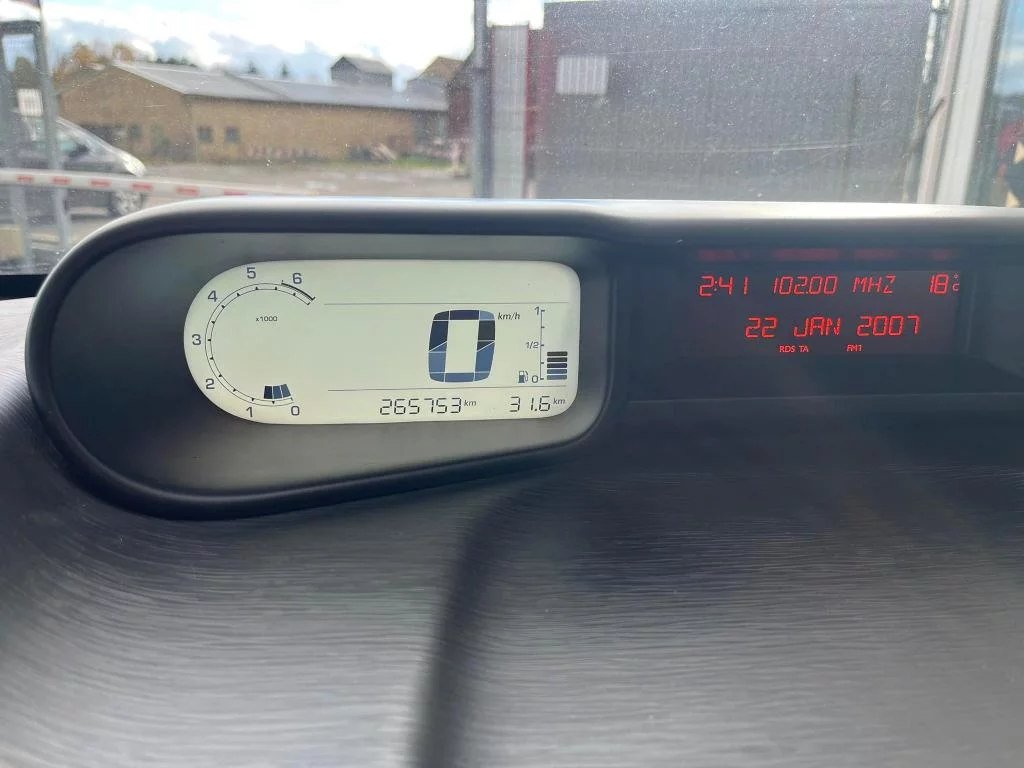 5 6
4
x1000
3
2
1 0
0 km/h
1
1/2
0
265753 km 31.6 km
2:41 102.00 MHZ 18°C
22 JAN 2007
RDS TA FM1